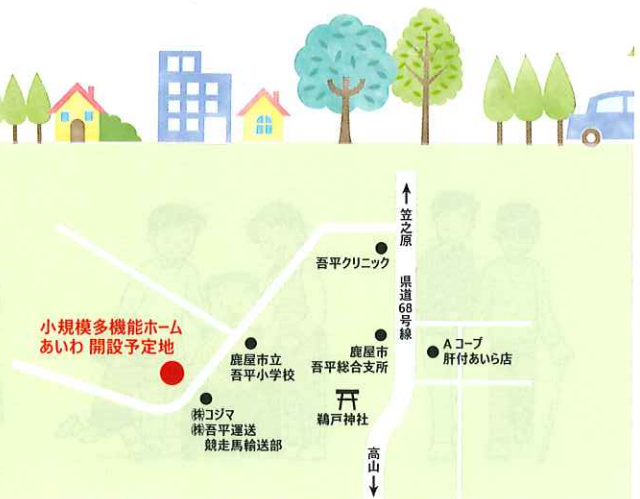 ↑
笠之原
吾平クリニック
県道68号線
小規模多機能ホーム
あいわ 開設予定地
鹿屋市立
吾平小学校
鹿屋市
吾平総合支所
Aコープ
肝付あいら店
㈱コジマ
㈱吾平運送
競走馬輸送部
鵜戸神社
高山
↓